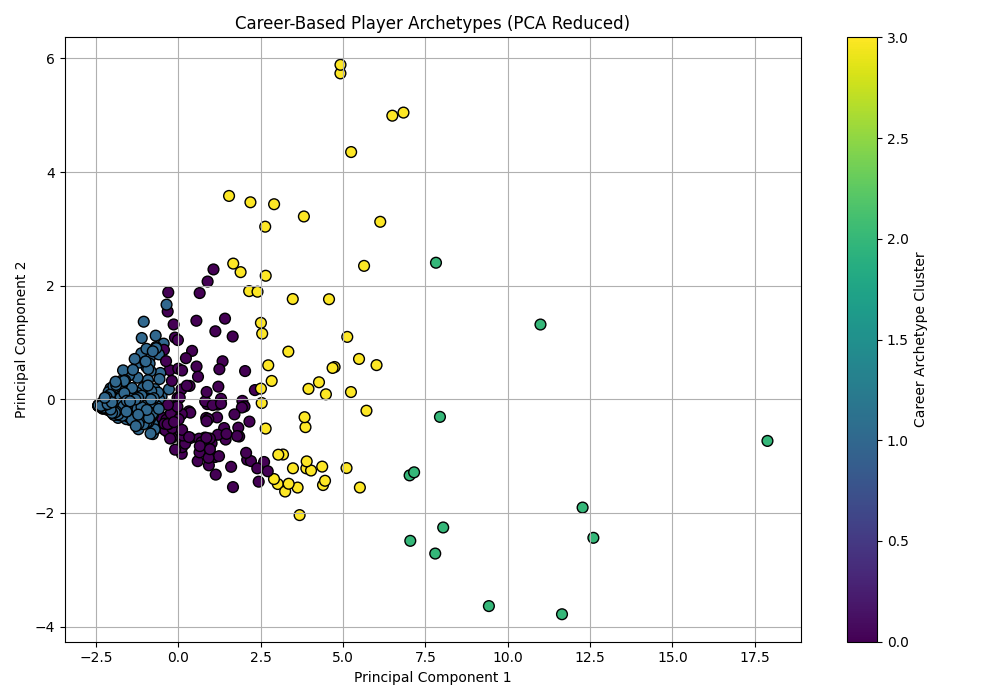 Career-Based Player Archetypes (PCA Reduced)
Principal Component 2
6
4
2
0
−2
−4
−2.5 0.0 2.5 5.0 7.5 10.0 12.5 15.0 17.5
Principal Component 1
3.0
2.5
2.0
1.5
1.0
0.5
0.0
Career Archetype Cluster